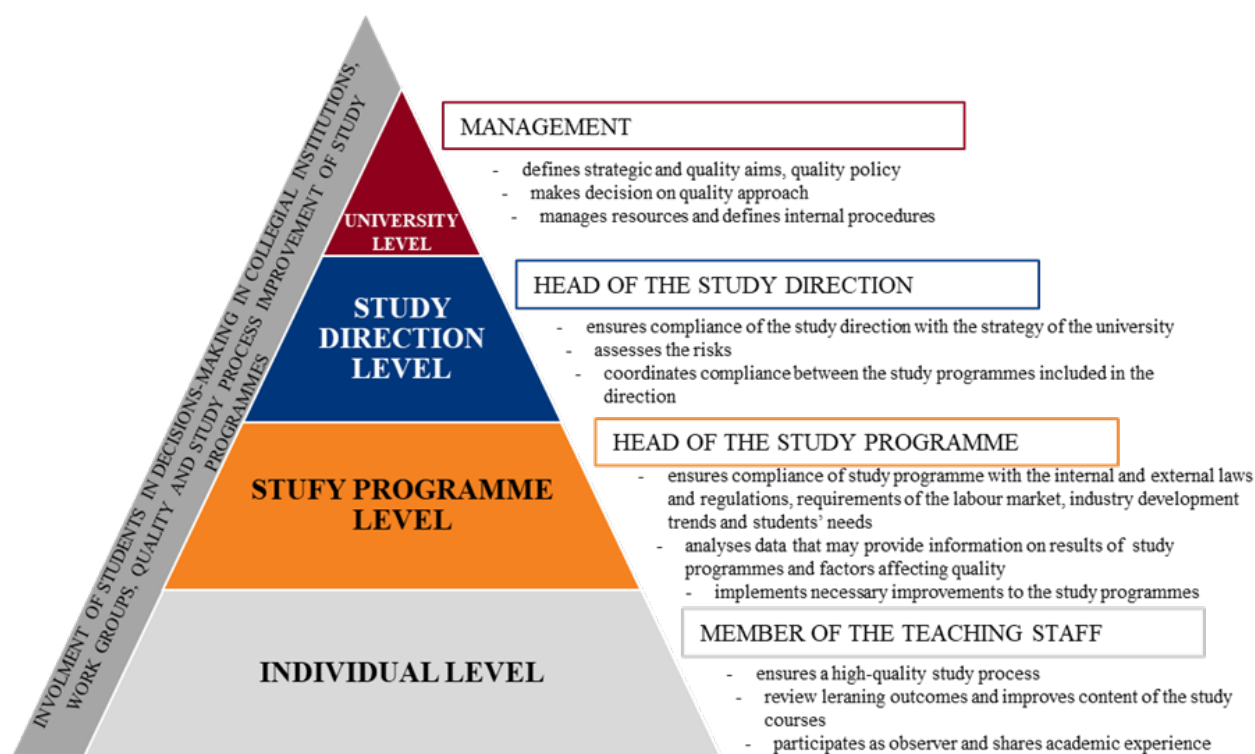 INVOLMENT OF STUDENTS IN DECISIONS-MAKING IN COLLEGIAL INSTITUTIONS,
WORK GROUPS, QUALITY AND STUDY PROCESS IMPROVEMENT OF STUDY
PROGRAMMES
UNIVERSITY
LEVEL
MANAGEMENT
- defines strategic and quality aims, quality policy
- makes decision on quality approach
- manages resources and defines internal procedures
STUDY
DIRECTION
LEVEL
HEAD OF THE STUDY DIRECTION
- ensures compliance of the study direction with the strategy of the university
- assesses the risks
- coordinates compliance between the study programmes included in the
direction
STUFY PROGRAMME
LEVEL
HEAD OF THE STUDY PROGRAMME
- ensures compliance of study programme with the internal and external laws
and regulations, requirements of the labour market, industry development
trends and students’ needs
- analyses data that may provide information on results of study
programmes and factors affecting quality
- implements necessary improvements to the study programmes
INDIVIDUAL LEVEL
MEMBER OF THE TEACHING STAFF
- ensures a high-quality study process
- review leraning outcomes and improves content of the study
courses
- participates as observer and shares academic experience